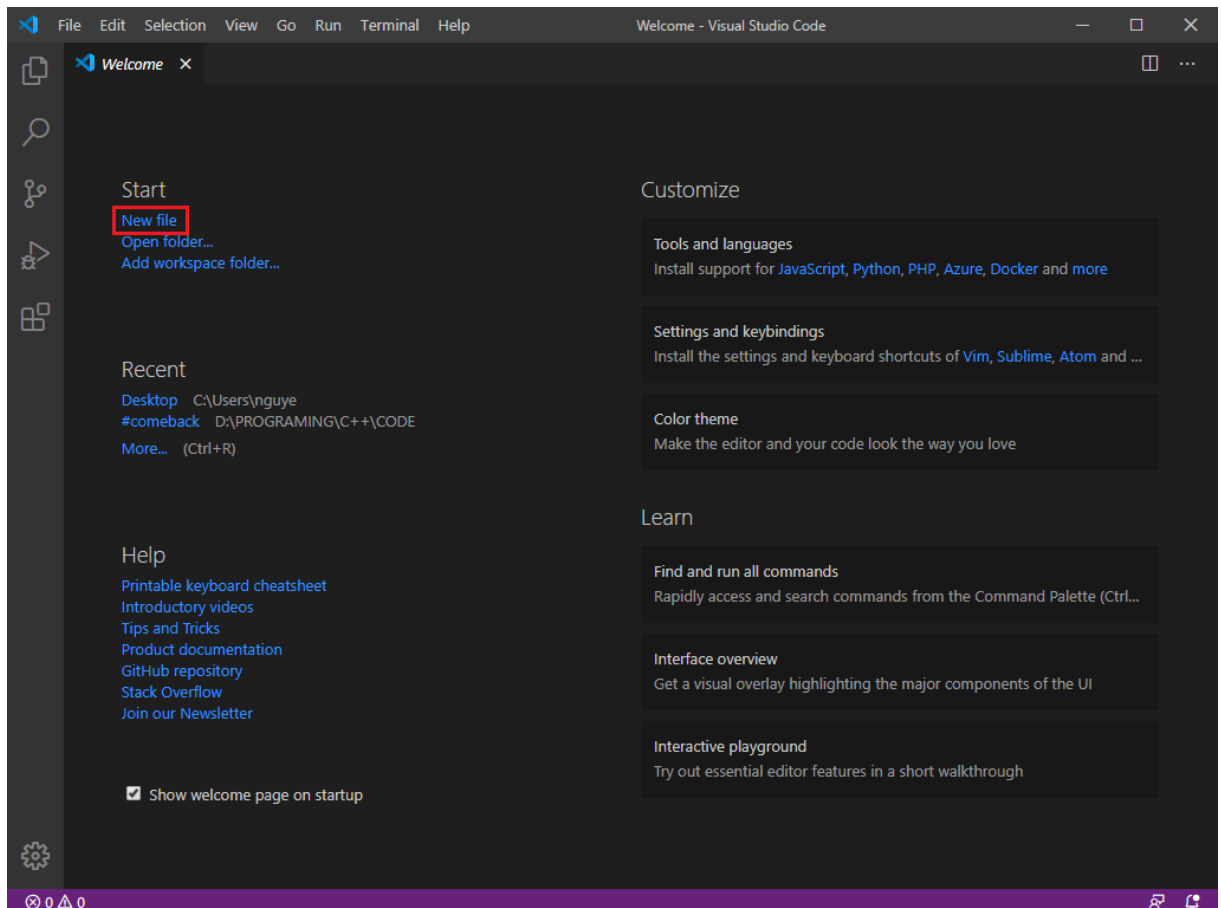 File Edit Selection View Go Run Terminal Help Welcome - Visual Studio Code
Welcome
Start
New file
Open folder...
Add workspace folder...
Recent
Desktop C:\Users\nguye
#comeback D:\PROGRAMING\C++\CODE
More... (Ctrl+R)
Help
Printable keyboard cheatsheet
Introductory videos
Tips and Tricks
Product documentation
GitHub repository
Stack Overflow
Join our Newsletter
Show welcome page on startup
Customize
Tools and languages
Install support for JavaScript, Python, PHP, Azure, Docker and more
Settings and keybindings
Install the settings and keyboard shortcuts of Vim, Sublime, Atom and ...
Color theme
Make the editor and your code look the way you love
Learn
Find and run all commands
Rapidly access and search commands from the Command Palette (Ctrl...
Interface overview
Get a visual overlay highlighting the major components of the UI
Interactive playground
Try out essential editor features in a short walkthrough
0 0